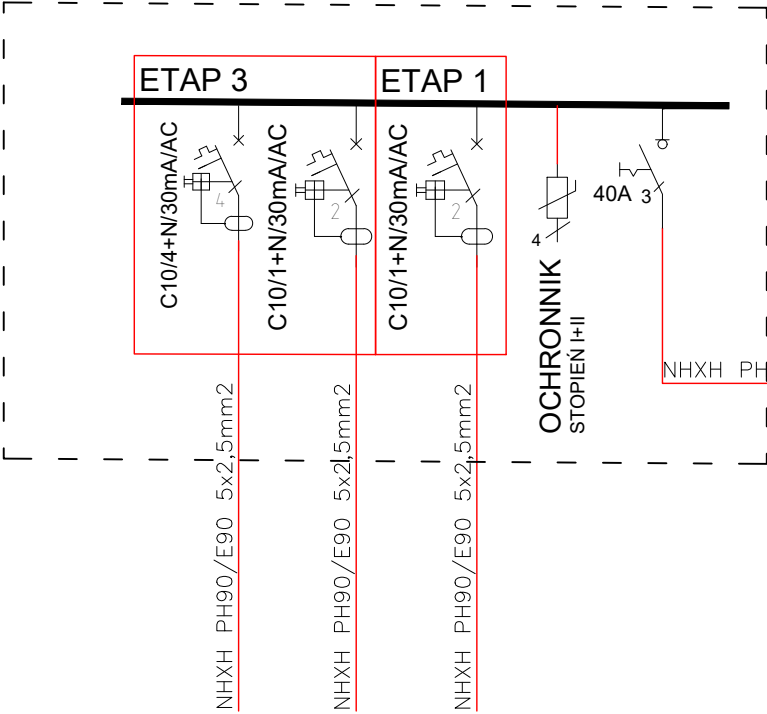 ETAP 3
ETAP 1
C10/4+N/30mA/AC
4
C10/1+N/30mA/AC
2
C10/1+N/30mA/AC
2
4
OCHRONNIK
STOPIEŃ I+II
40A
3
NHXH PH
NHXH PH90/E90 5x2,5mm2
NHXH PH90/E90 5x2,5mm2
NHXH PH90/E90 5x2,5mm2